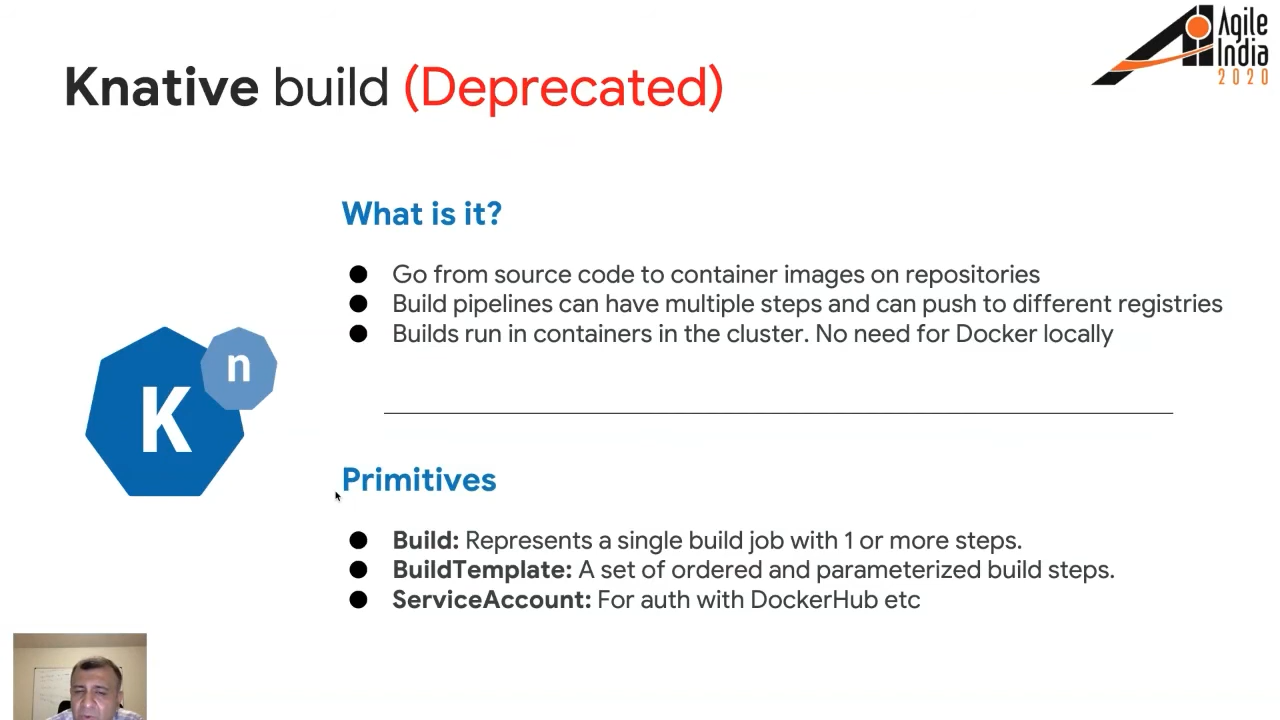 Agile
India
2020
Knative build (Deprecated)
What is it?
● Go from source code to container images on repositories
● Build pipelines can have multiple steps and can push to different registries
● Builds run in containers in the cluster. No need for Docker locally
K n
Primitives
● Build: Represents a single build job with 1 or more steps.
● BuildTemplate: A set of ordered and parameterized build steps.
● ServiceAccount: For auth with DockerHub etc